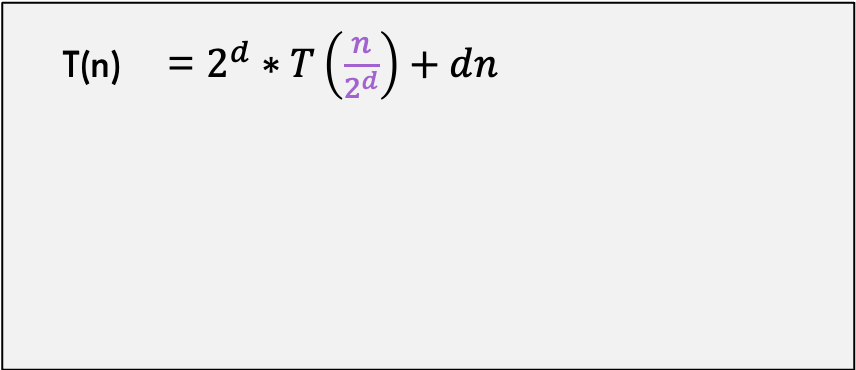 T(n) = 2^d * T(n/2^d) + dn